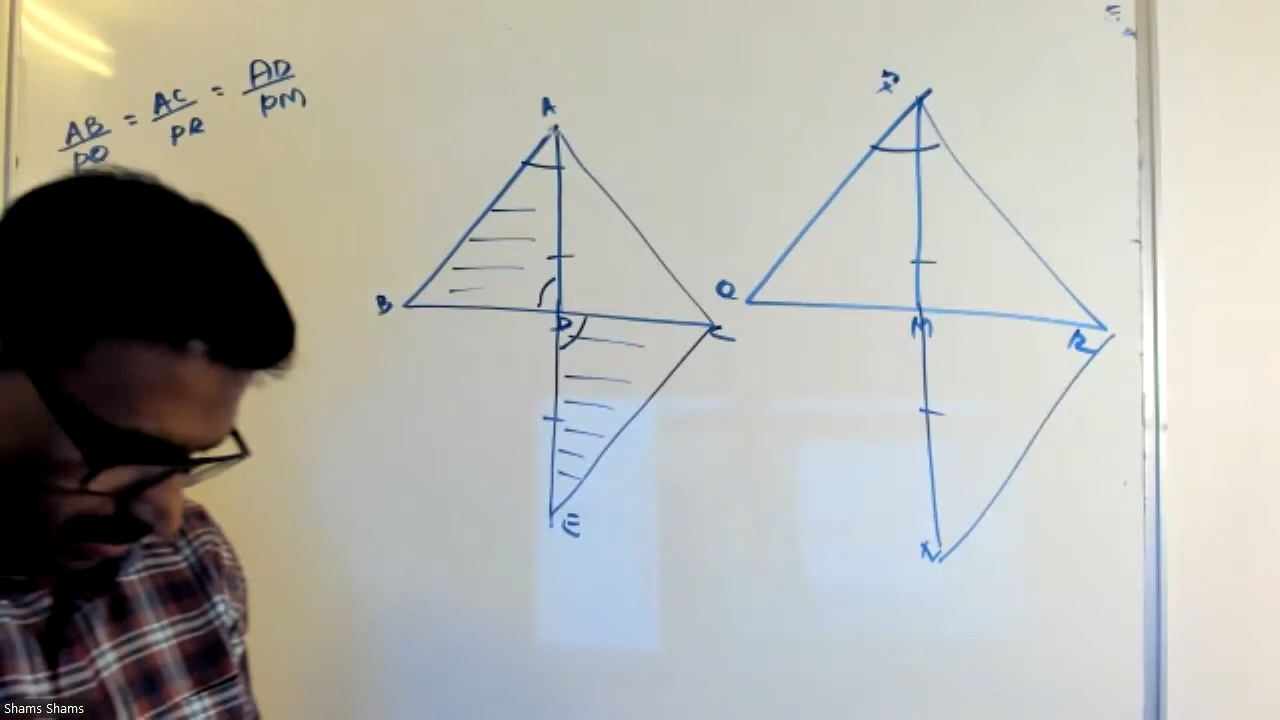 AB/PQ = AC/PR = AD/PM
A
P
B
D
C
Q
M
R
E
N
Shams Shams